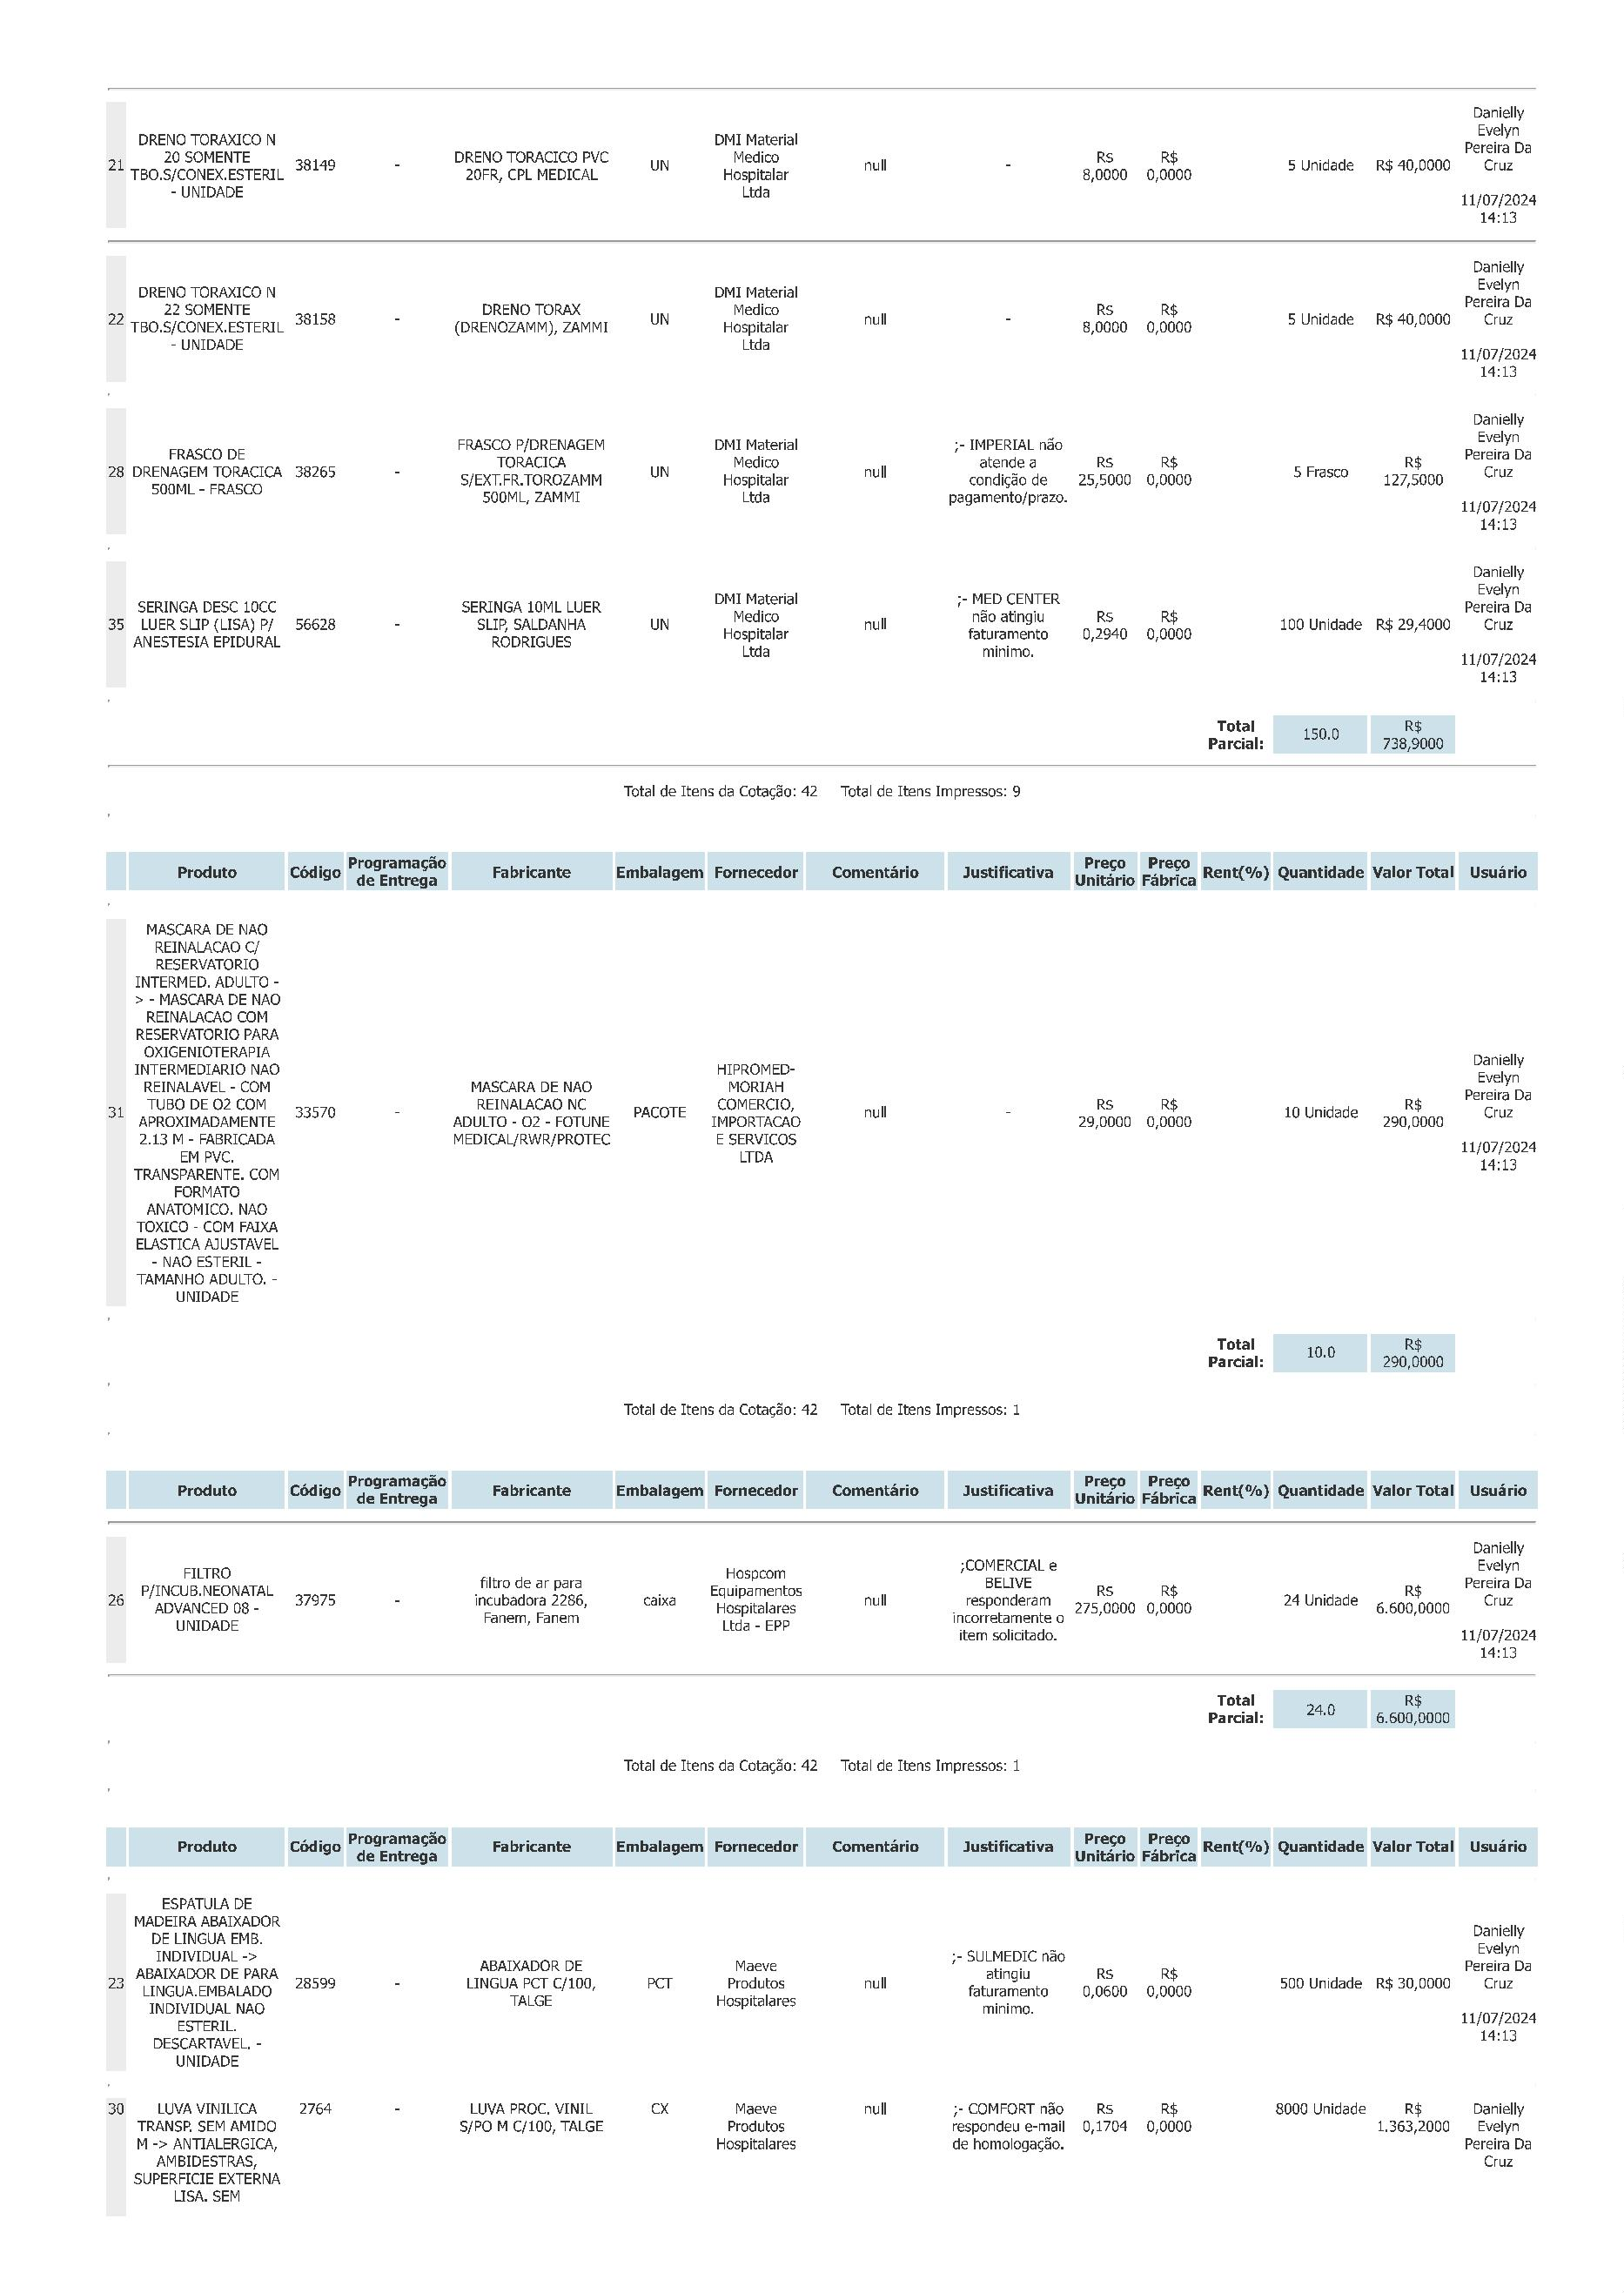 21 DRENO TORAXICO N 20 SOMENTE TBO.S/CONEX.ESTERIL - UNIDADE 38149 - DRENO TORACICO PVC 20FR, CPL MEDICAL UN DMI Material Medico Hospitalar Ltda null - R$ 8,0000 R$ 0,0000 5 Unidade R$ 40,0000 Danielly Evelyn Pereira Da Cruz 11/07/2024 14:13
22 DRENO TORAXICO N 22 SOMENTE TBO.S/CONEX.ESTERIL - UNIDADE 38158 - DRENO TORAX (DRENOZAMM), ZAMMI UN DMI Material Medico Hospitalar Ltda null - R$ 8,0000 R$ 0,0000 5 Unidade R$ 40,0000 Danielly Evelyn Pereira Da Cruz 11/07/2024 14:13
28 FRASCO DE DRENAGEM TORACICA 500ML - FRASCO 38265 - FRASCO P/DRENAGEM TORACICA S/EXT.FR.TOROZAMM 500ML, ZAMMI UN DMI Material Medico Hospitalar Ltda null ;- IMPERIAL não atende a condição de pagamento/prazo. R$ 25,5000 R$ 0,0000 5 Frasco R$ 127,5000 Danielly Evelyn Pereira Da Cruz 11/07/2024 14:13
35 SERINGA DESC 10CC LUER SLIP (LISA) P/ ANESTESIA EPIDURAL 56628 - SERINGA 10ML LUER SLIP, SALDANHA RODRIGUES UN DMI Material Medico Hospitalar Ltda null ;- MED CENTER não atingiu faturamento minimo. R$ 0,2940 R$ 0,0000 100 Unidade R$ 29,4000 Danielly Evelyn Pereira Da Cruz 11/07/2024 14:13
Total Parcial: 150.0 R$ 738,9000
Total de Itens da Cotação: 42 Total de Itens Impressos: 9
Produto Código Programação de Entrega Fabricante Embalagem Fornecedor Comentário Justificativa Preço Unitário Preço Fábrica Rent(%) Quantidade Valor Total Usuário
31 MASCARA DE NAO REINALACAO C/ RESERVATORIO INTERMED. ADULTO -> - MASCARA DE NAO REINALACAO COM RESERVATORIO PARA OXIGENIOTERAPIA INTERMEDIARIO NAO REINALAVEL - COM TUBO DE O2 COM APROXIMADAMENTE 2.13 M - FABRICADA EM PVC. TRANSPARENTE. COM FORMATO ANATOMICO. NAO TOXICO - COM FAIXA ELASTICA AJUSTAVEL - NAO ESTERIL - TAMANHO ADULTO. - UNIDADE 33570 - MASCARA DE NAO REINALACAO NC ADULTO - O2 - FOTUNE MEDICAL/RWR/PROTEC PACOTE HIPROMED-MORIAH COMERCIO, IMPORTACAO E SERVICOS LTDA null - R$ 29,0000 R$ 0,0000 10 Unidade R$ 290,0000 Danielly Evelyn Pereira Da Cruz 11/07/2024 14:13
Total Parcial: 10.0 R$ 290,0000
Total de Itens da Cotação: 42 Total de Itens Impressos: 1
Produto Código Programação de Entrega Fabricante Embalagem Fornecedor Comentário Justificativa Preço Unitário Preço Fábrica Rent(%) Quantidade Valor Total Usuário
26 FILTRO P/INCUB.NEONATAL ADVANCED 08 - UNIDADE 37975 - filtro de ar para incubadora 2286, Fanem, Fanem caixa Hospcom Equipamentos Hospitalares Ltda - EPP null ;COMERCIAL e BELIVE responderam incorretamente o item solicitado. R$ 275,0000 R$ 0,0000 24 Unidade R$ 6.600,0000 Danielly Evelyn Pereira Da Cruz 11/07/2024 14:13
Total Parcial: 24.0 R$ 6.600,0000
Total de Itens da Cotação: 42 Total de Itens Impressos: 1
Produto Código Programação de Entrega Fabricante Embalagem Fornecedor Comentário Justificativa Preço Unitário Preço Fábrica Rent(%) Quantidade Valor Total Usuário
23 ESPATULA DE MADEIRA ABAIXADOR DE LINGUA EMB. INDIVIDUAL -> ABAIXADOR DE PARA LINGUA.EMBALADO INDIVIDUAL NAO ESTERIL. DESCARTAVEL. - UNIDADE 28599 - ABAIXADOR DE LINGUA PCT C/100, TALGE PCT Maeve Produtos Hospitalares null ;- SULMEDIC não atingiu faturamento minimo. R$ 0,0600 R$ 0,0000 500 Unidade R$ 30,0000 Danielly Evelyn Pereira Da Cruz 11/07/2024 14:13
30 LUVA VINILICA TRANSP. SEM AMIDO M -> ANTIALERGICA, AMBIDESTRAS, SUPERFICIE EXTERNA LISA. SEM 2764 - LUVA PROC. VINIL S/PO M C/100, TALGE CX Maeve Produtos Hospitalares null ;- COMFORT não respondeu e-mail de homologação. R$ 0,1704 R$ 0,0000 8000 Unidade R$ 1.363,2000 Danielly Evelyn Pereira Da Cruz